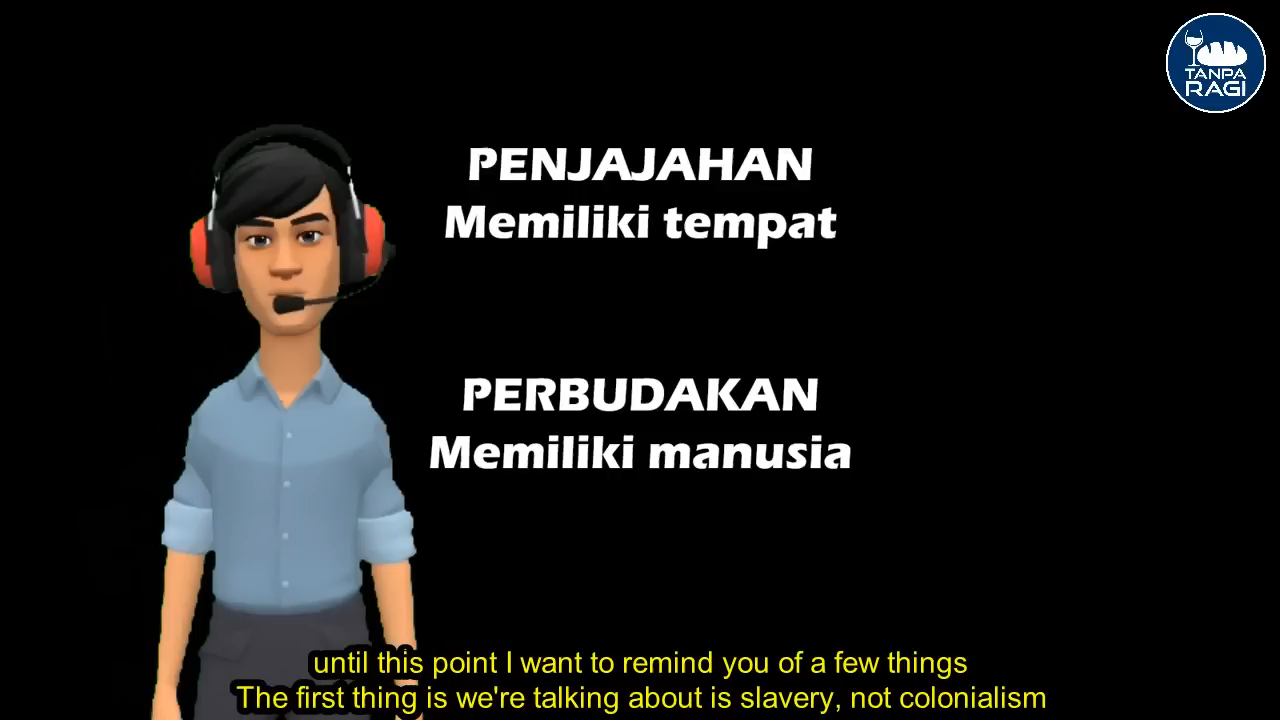 TANPA
RAGI
PENJAJAHAN
Memiliki tempat
PERBUDAKAN
Memiliki manusia
until this point I want to remind you of a few things
The first thing is we're talking about is slavery, not colonialism